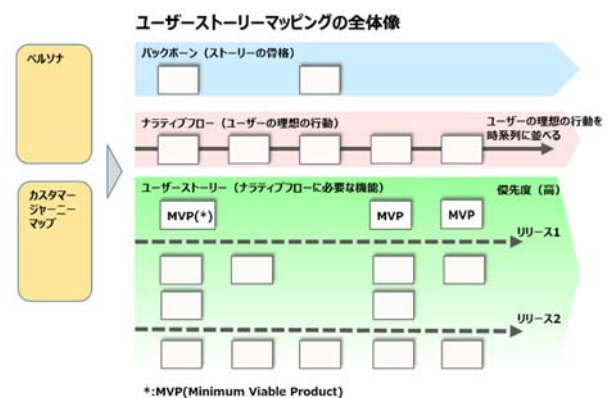 ユーザーストーリーマッピングの全体像
ペルソナ
カスタマー
ジャーニー
マップ
バックボーン（ストーリーの骨格）
ナラティブフロー（ユーザーの理想の行動）
ユーザーの理想の行動を
時系列に並べる
ユーザーストーリー（ナラティブフローに必要な機能）
優先度（高）
MVP(*)
MVP
MVP
リリース1
リリース2
*:MVP(Minimum Viable Product)